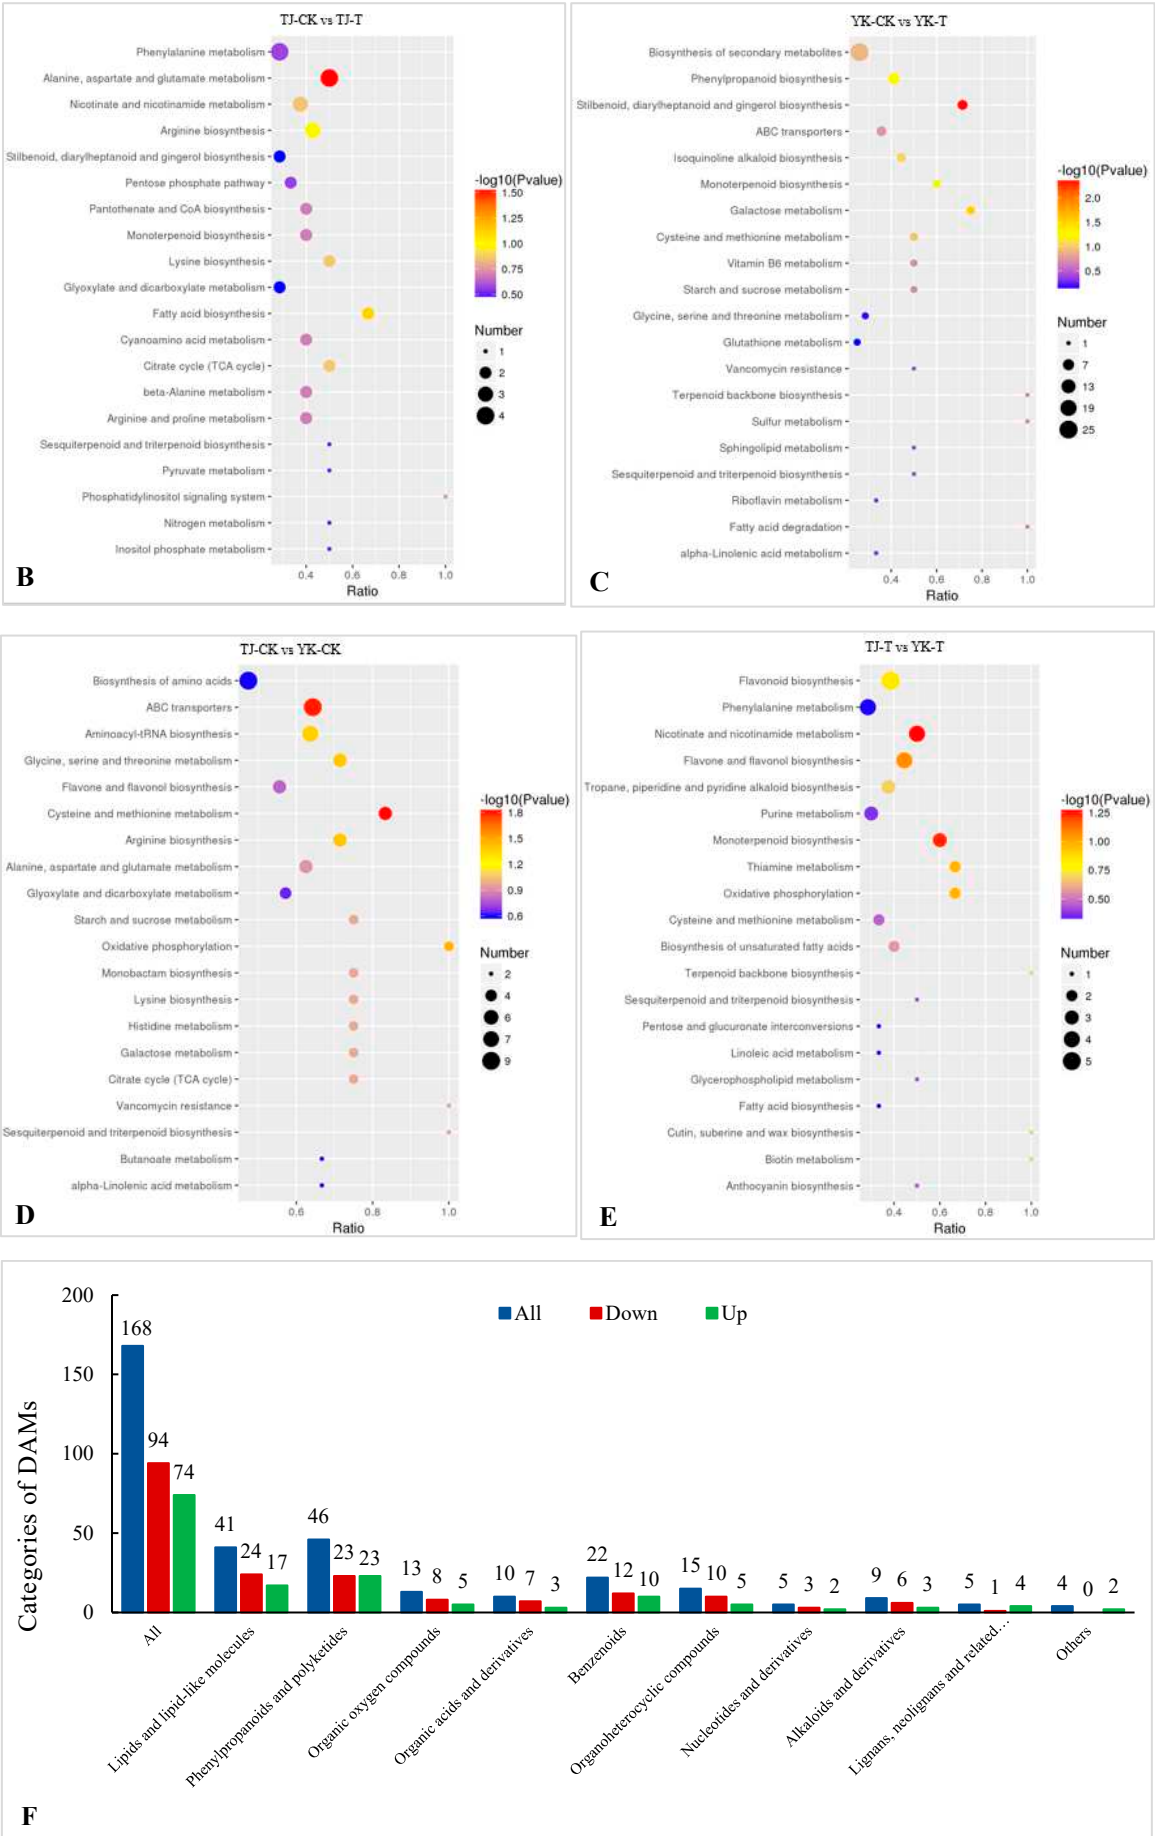 TJ-CK vs TJ-T
Phenylalanine metabolism
Alanine, aspartate and glutamate metabolism
Nicotinate and nicotinamide metabolism
Arginine biosynthesis
Stilbenoid, diarylheptanoid and gingerol biosynthesis
Pentose phosphate pathway
Pantothenate and CoA biosynthesis
Monoterpenoid biosynthesis
Lysine biosynthesis
Glyoxylate and dicarboxylate metabolism
Fatty acid biosynthesis
Cyanoamino acid metabolism
Citrate cycle (TCA cycle)
beta-Alanine metabolism
Arginine and proline metabolism
Sesquiterpenoid and triterpenoid biosynthesis
Pyruvate metabolism
Phosphatidylinositol signaling system
Nitrogen metabolism
Inositol phosphate metabolism
0.4 0.6 0.8 1.0
Ratio
-log10(Pvalue)
1.50
1.25
1.00
0.75
0.50
Number
1
2
3
4
B
YK-CK vs YK-T
Biosynthesis of secondary metabolites
Phenylpropanoid biosynthesis
Stilbenoid, diarylheptanoid and gingerol biosynthesis
ABC transporters
Isoquinoline alkaloid biosynthesis
Monoterpenoid biosynthesis
Galactose metabolism
Cysteine and methionine metabolism
Vitamin B6 metabolism
Starch and sucrose metabolism
Glycine, serine and threonine metabolism
Glutathione metabolism
Vancomycin resistance
Terpenoid backbone biosynthesis
Sulfur metabolism
Sphingolipid metabolism
Sesquiterpenoid and triterpenoid biosynthesis
Riboflavin metabolism
Fatty acid degradation
alpha-Linolenic acid metabolism
0.4 0.6 0.8 1.0
Ratio
-log10(Pvalue)
2.0
1.5
1.0
0.5
Number
1
7
13
19
25
C
TJ-CK vs YK-CK
Biosynthesis of amino acids
ABC transporters
Aminoacyl-tRNA biosynthesis
Glycine, serine and threonine metabolism
Flavone and flavonol biosynthesis
Cysteine and methionine metabolism
Arginine biosynthesis
Alanine, aspartate and glutamate metabolism
Glyoxylate and dicarboxylate metabolism
Starch and sucrose metabolism
Oxidative phosphorylation
Monobactam biosynthesis
Lysine biosynthesis
Histidine metabolism
Galactose metabolism
Citrate cycle (TCA cycle)
Vancomycin resistance
Sesquiterpenoid and triterpenoid biosynthesis
Butanoate metabolism
alpha-Linolenic acid metabolism
0.6 0.8 1.0
Ratio
-log10(Pvalue)
1.8
1.5
1.2
0.9
0.6
Number
2
4
6
7
9
D
TJ-T vs YK-T
Flavonoid biosynthesis
Phenylalanine metabolism
Nicotinate and nicotinamide metabolism
Flavone and flavonol biosynthesis
Tropane, piperidine and pyridine alkaloid biosynthesis
Purine metabolism
Monoterpenoid biosynthesis
Thiamine metabolism
Oxidative phosphorylation
Cysteine and methionine metabolism
Biosynthesis of unsaturated fatty acids
Terpenoid backbone biosynthesis
Sesquiterpenoid and triterpenoid biosynthesis
Pentose and glucuronate interconversions
Linoleic acid metabolism
Glycerophospholipid metabolism
Fatty acid biosynthesis
Cutin, suberine and wax biosynthesis
Biotin metabolism
Anthocyanin biosynthesis
0.4 0.6 0.8 1.0
Ratio
-log10(Pvalue)
1.25
1.00
0.75
0.50
Number
1
2
3
4
5
E
All Down Up
Categories of DAMs
200
150
100
50
0
168 94 74
41 24 17
46 23 23
13 8 5
10 7 3
22 12 10
15 10 5
5 3 2
9 6 3
5 1 4
4 0 2
All
Lipids and lipid-like molecules
Phenylpropanoids and polyketides
Organic oxygen compounds
Organic acids and derivatives
Benzenoids
Organoheterocyclic compounds
Nucleotides and derivatives
Alkaloids and derivatives
Lignans, neolignans and related…
Others
F